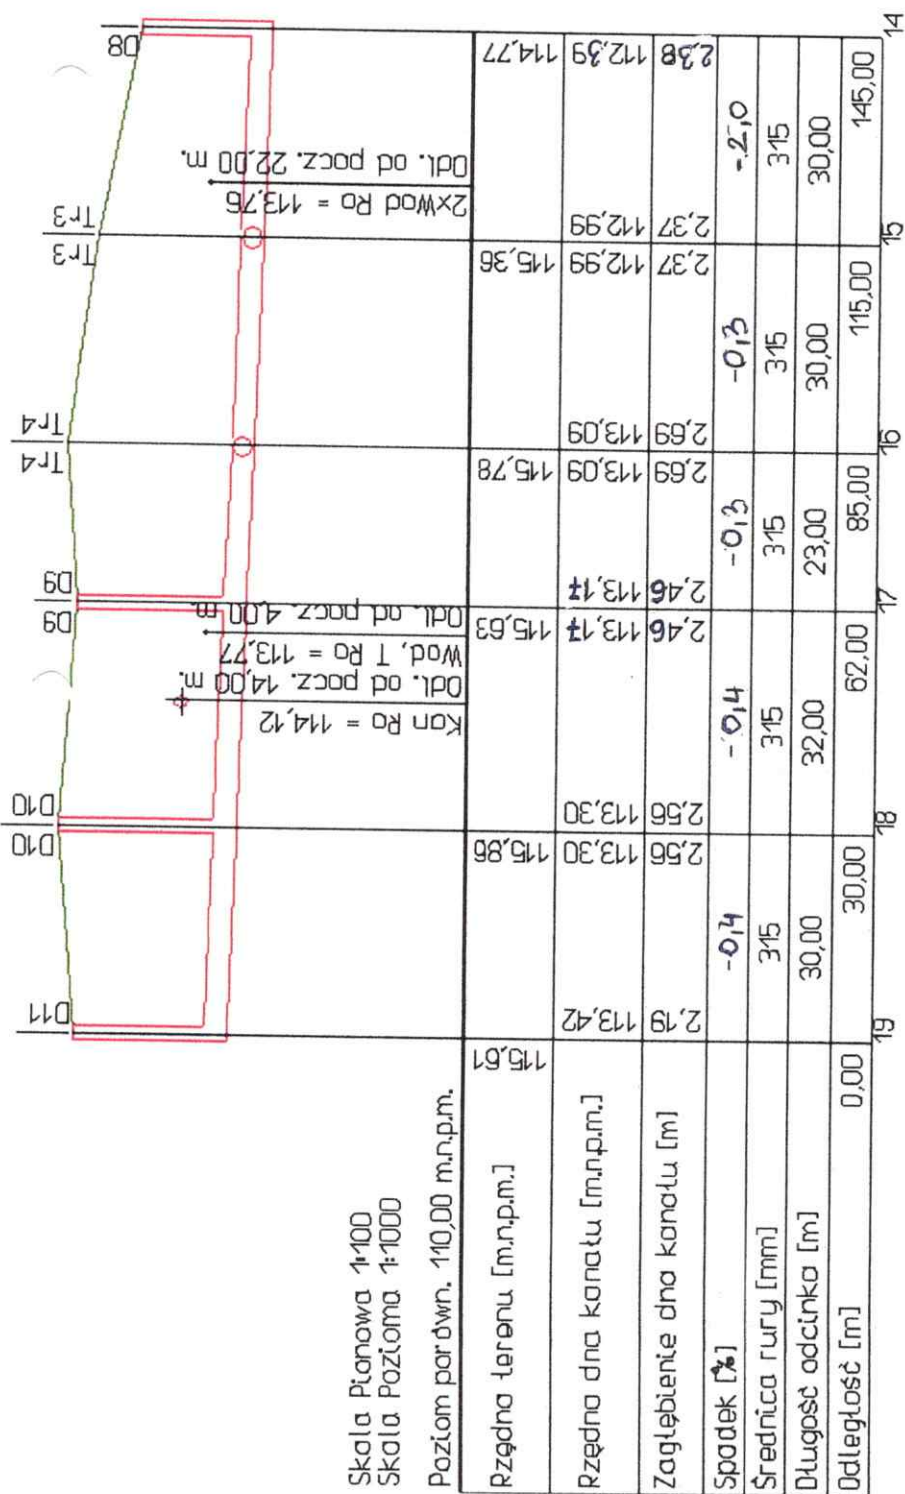 D11
D10
D10
D9
D9
Tr4
Tr4
Tr3
Tr3
D8
Kan Ro = 114,12
Odl. od pocz. 14,00 m.
Wod, T Ro = 113,77
Odl. od pocz. 4,00 m.
2xWod Ro = 113,76
Odl. od pocz. 22,00 m.
Skala Pionowa 1:100
Skala Pozioma 1:1000
Poziom porówn. 110,00 m.n.p.m.
Rzędna terenu [m.n.p.m.] 115,61 115,86 115,63 115,78 115,36 114,77
Rzędna dna kanału [m.n.p.m.] 113,42 113,30 113,30 113,17 113,17 113,09 113,09 112,99 112,99 112,39
Zagłębienie dna kanału [m] 2,19 2,56 2,56 2,46 2,46 2,69 2,69 2,37 2,37 2,38
Spadek [%] -0,4 -0,4 -0,3 -0,3 -2,0
Średnica rury [mm] 315 315 315 315 315
Długość odcinka [m] 30,00 32,00 23,00 30,00 30,00
Odległość [m] 0,00 30,00 62,00 85,00 115,00 145,00
19 18 17 16 15 14